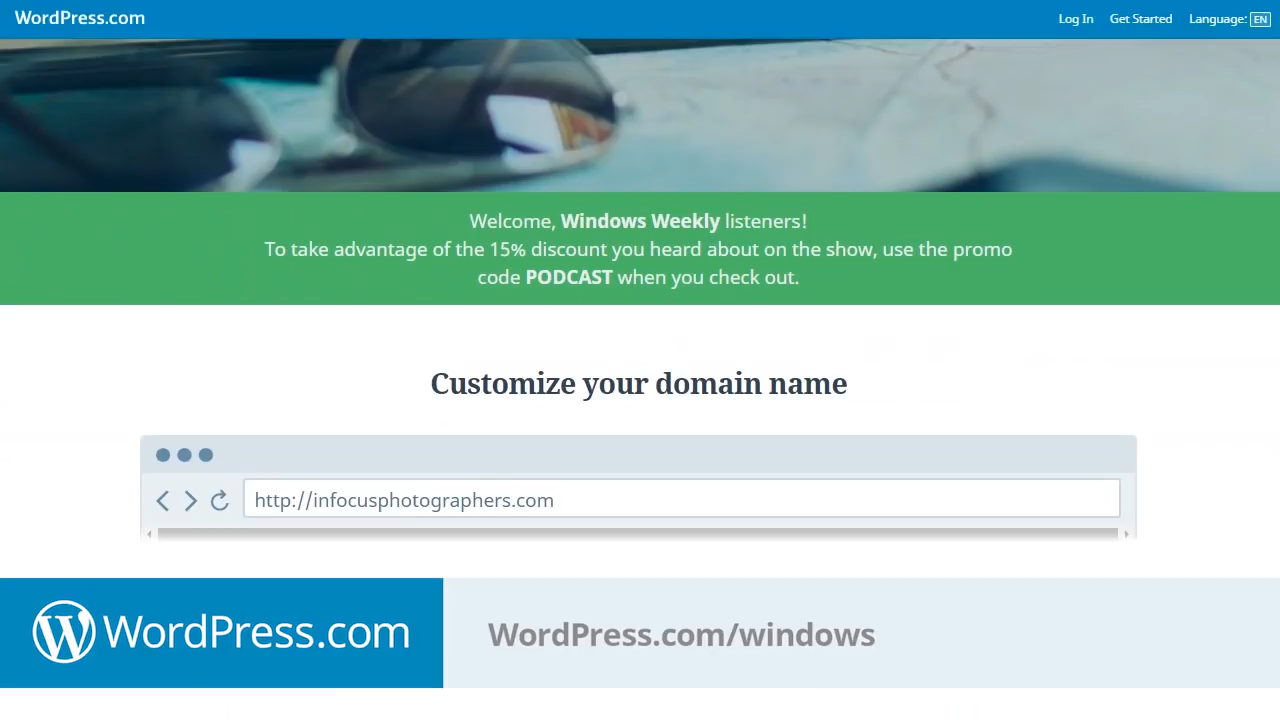 WordPress.com
Log In Get Started Language: EN
Welcome, Windows Weekly listeners!
To take advantage of the 15% discount you heard about on the show, use the promo
code PODCAST when you check out.
Customize your domain name
http://infocusphotographers.com
WordPress.com
WordPress.com/windows